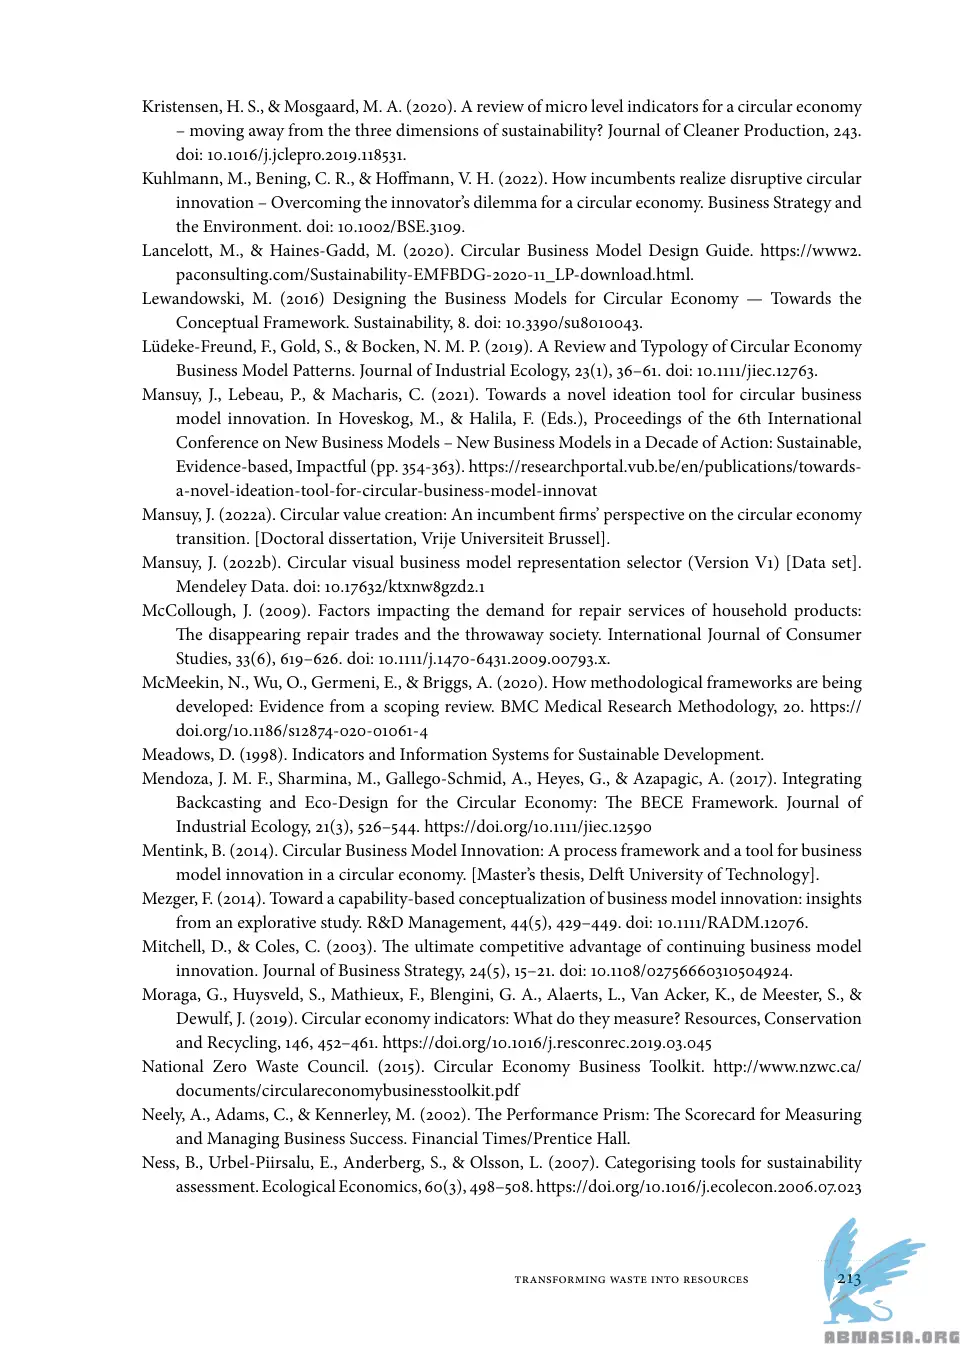 Kristensen, H. S., & Mosgaard, M. A. (2020). A review of micro level indicators for a circular economy
– moving away from the three dimensions of sustainability? Journal of Cleaner Production, 243.
doi: 10.1016/j.jclepro.2019.118531.
Kuhlmann, M., Bening, C. R., & Hoffmann, V. H. (2022). How incumbents realize disruptive circular
innovation – Overcoming the innovator’s dilemma for a circular economy. Business Strategy and
the Environment. doi: 10.1002/BSE.3109.
Lancelott, M., & Haines-Gadd, M. (2020). Circular Business Model Design Guide. https://www2.
paconsulting.com/Sustainability-EMFBDG-2020-11_LP-download.html.
Lewandowski, M. (2016) Designing the Business Models for Circular Economy — Towards the
Conceptual Framework. Sustainability, 8. doi: 10.3390/su8010043.
Lüdeke-Freund, F., Gold, S., & Bocken, N. M. P. (2019). A Review and Typology of Circular Economy
Business Model Patterns. Journal of Industrial Ecology, 23(1), 36–61. doi: 10.1111/jiec.12763.
Mansuy, J., Lebeau, P., & Macharis, C. (2021). Towards a novel ideation tool for circular business
model innovation. In Hoveskog, M., & Halila, F. (Eds.), Proceedings of the 6th International
Conference on New Business Models – New Business Models in a Decade of Action: Sustainable,
Evidence-based, Impactful (pp. 354-363). https://researchportal.vub.be/en/publications/towards-
a-novel-ideation-tool-for-circular-business-model-innovat
Mansuy, J. (2022a). Circular value creation: An incumbent firms’ perspective on the circular economy
transition. [Doctoral dissertation, Vrije Universiteit Brussel].
Mansuy, J. (2022b). Circular visual business model representation selector (Version V1) [Data set].
Mendeley Data. doi: 10.17632/ktxnw8gzd2.1
McCollough, J. (2009). Factors impacting the demand for repair services of household products:
The disappearing repair trades and the throwaway society. International Journal of Consumer
Studies, 33(6), 619–626. doi: 10.1111/j.1470-6431.2009.00793.x.
McMeekin, N., Wu, O., Germeni, E., & Briggs, A. (2020). How methodological frameworks are being
developed: Evidence from a scoping review. BMC Medical Research Methodology, 20. https://
doi.org/10.1186/s12874-020-01061-4
Meadows, D. (1998). Indicators and Information Systems for Sustainable Development.
Mendoza, J. M. F., Sharmina, M., Gallego-Schmid, A., Heyes, G., & Azapagic, A. (2017). Integrating
Backcasting and Eco-Design for the Circular Economy: The BECE Framework. Journal of
Industrial Ecology, 21(3), 526–544. https://doi.org/10.1111/jiec.12590
Mentink, B. (2014). Circular Business Model Innovation: A process framework and a tool for business
model innovation in a circular economy. [Master’s thesis, Delft University of Technology].
Mezger, F. (2014). Toward a capability-based conceptualization of business model innovation: insights
from an explorative study. R&D Management, 44(5), 429–449. doi: 10.1111/RADM.12076.
Mitchell, D., & Coles, C. (2003). The ultimate competitive advantage of continuing business model
innovation. Journal of Business Strategy, 24(5), 15–21. doi: 10.1108/02756660310504924.
Moraga, G., Huysveld, S., Mathieux, F., Blengini, G. A., Alaerts, L., Van Acker, K., de Meester, S., &
Dewulf, J. (2019). Circular economy indicators: What do they measure? Resources, Conservation
and Recycling, 146, 452–461. https://doi.org/10.1016/j.resconrec.2019.03.045
National Zero Waste Council. (2015). Circular Economy Business Toolkit. http://www.nzwc.ca/
documents/circulareconomybusinesstoolkit.pdf
Neely, A., Adams, C., & Kennerley, M. (2002). The Performance Prism: The Scorecard for Measuring
and Managing Business Success. Financial Times/Prentice Hall.
Ness, B., Urbel-Piirsalu, E., Anderberg, S., & Olsson, L. (2007). Categorising tools for sustainability
assessment. Ecological Economics, 60(3), 498–508. https://doi.org/10.1016/j.ecolecon.2006.07.023
TRANSFORMING WASTE INTO RESOURCES 213
ABNASIA.ORG